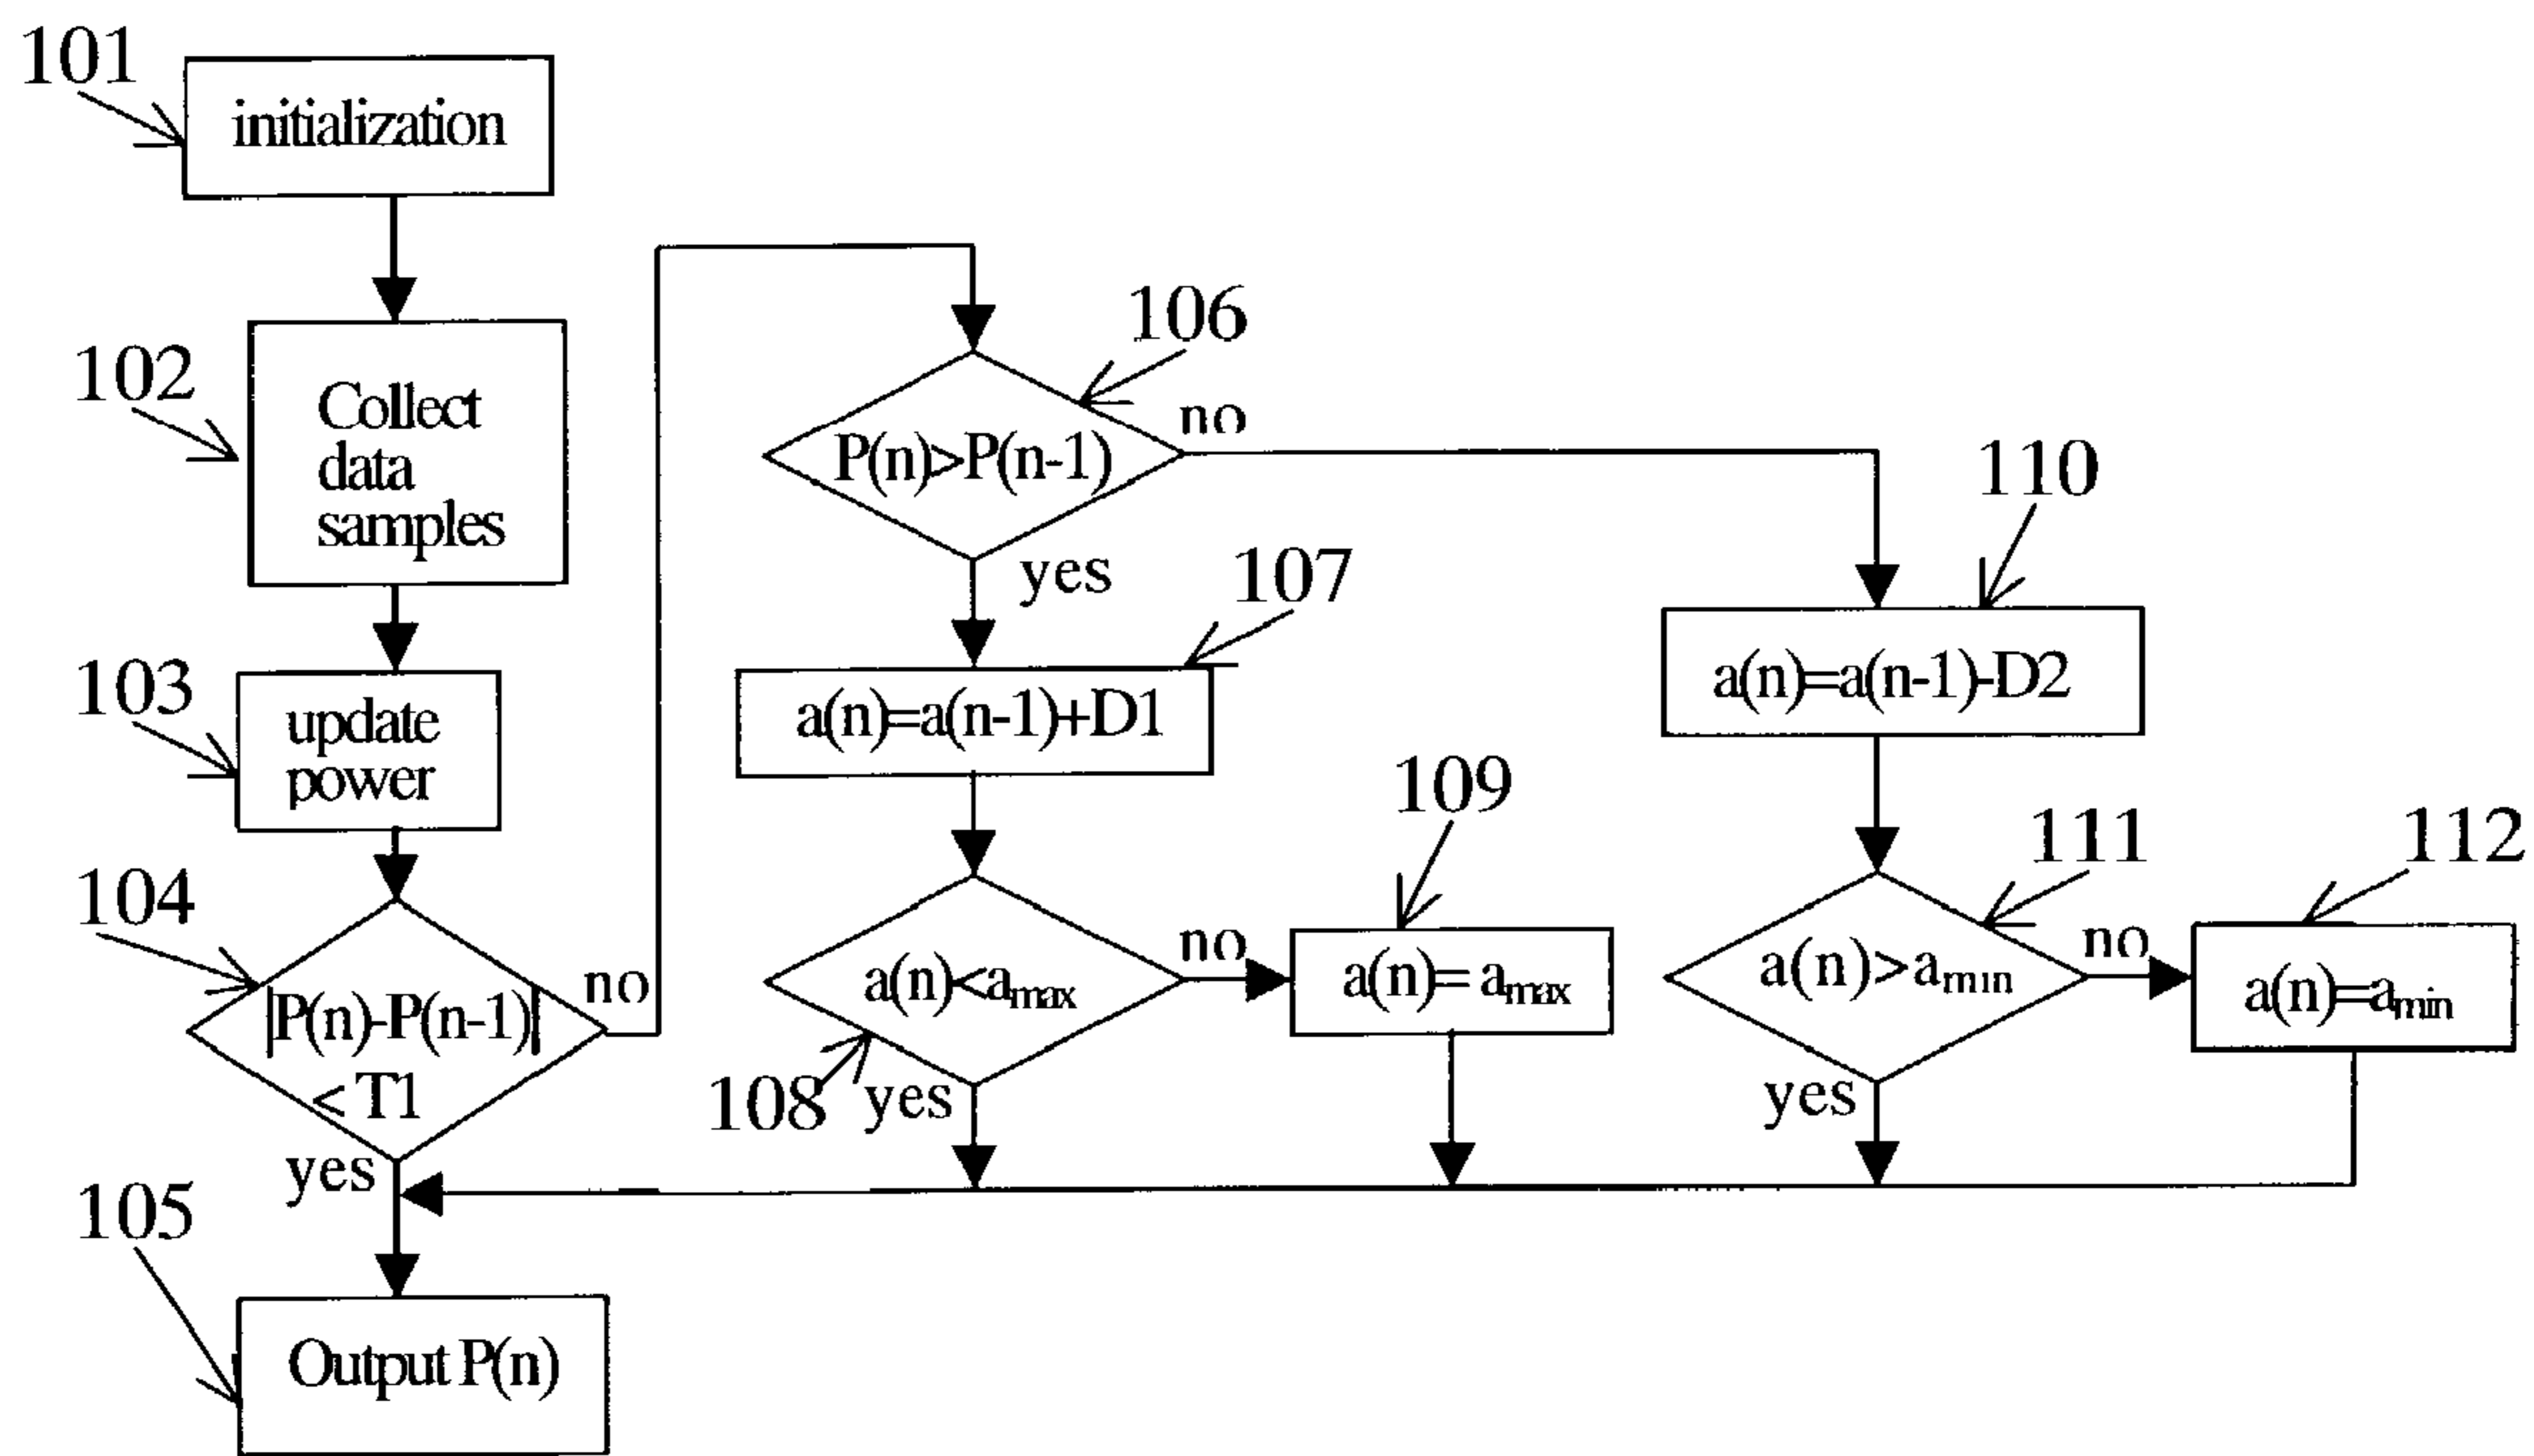 101
initialization
102
Collect
data
samples
103
update
power
104
|P(n)-P(n-1)|
< T1
no
yes
105
Output P(n)
106
P(n)>P(n-1)
no
yes
107
a(n)=a(n-1)+D1
108
a(n)<amax
no
yes
109
a(n)= amax
110
a(n)=a(n-1)-D2
111
a(n)>amin
no
yes
112
a(n)=amin